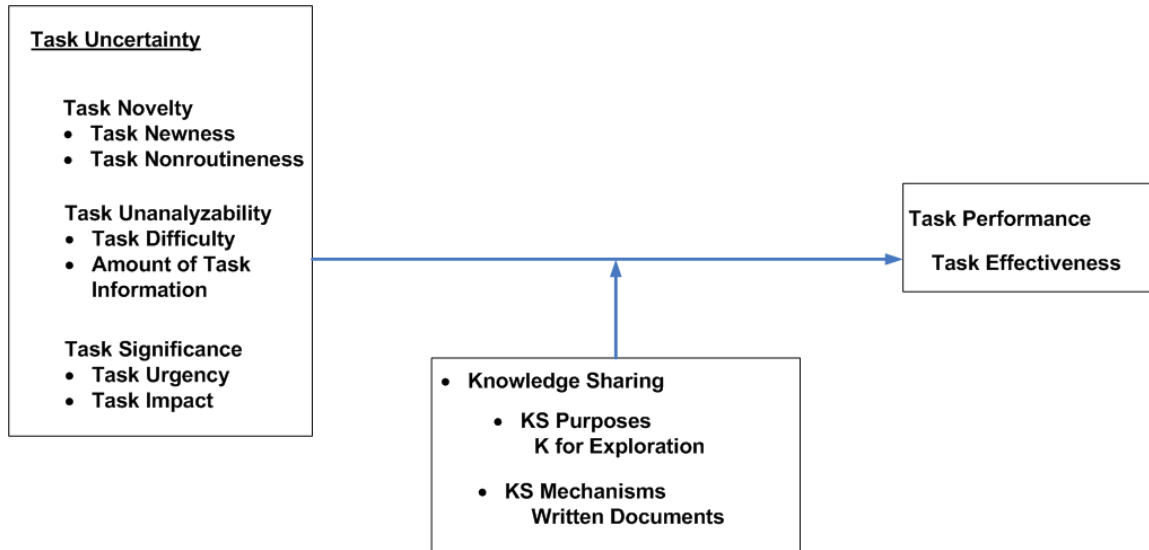 Task Uncertainty
Task Novelty
• Task Newness
• Task Nonroutineness
Task Unanalyzability
• Task Difficulty
• Amount of Task
Information
Task Significance
• Task Urgency
• Task Impact
Task Performance
Task Effectiveness
• Knowledge Sharing
• KS Purposes
K for Exploration
• KS Mechanisms
Written Documents